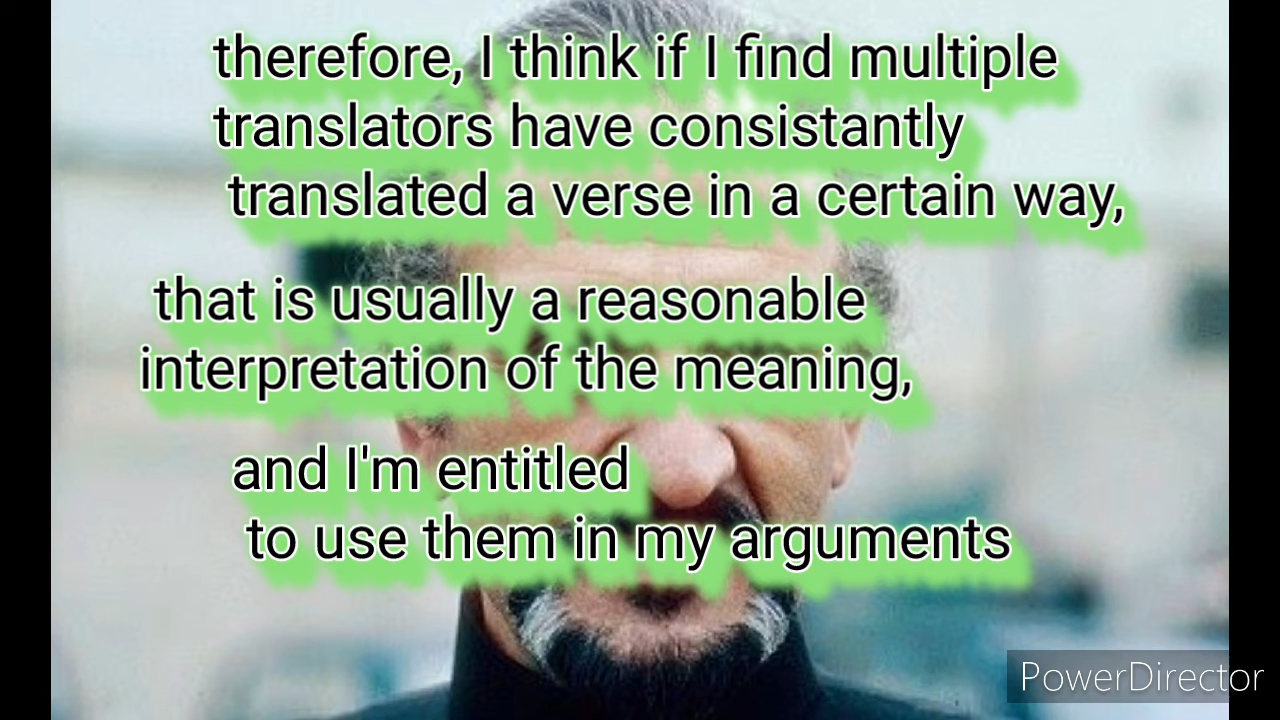 therefore, I think if I find multiple
translators have consistantly
translated a verse in a certain way,
that is usually a reasonable
interpretation of the meaning,
and I'm entitled
to use them in my arguments
PowerDirector